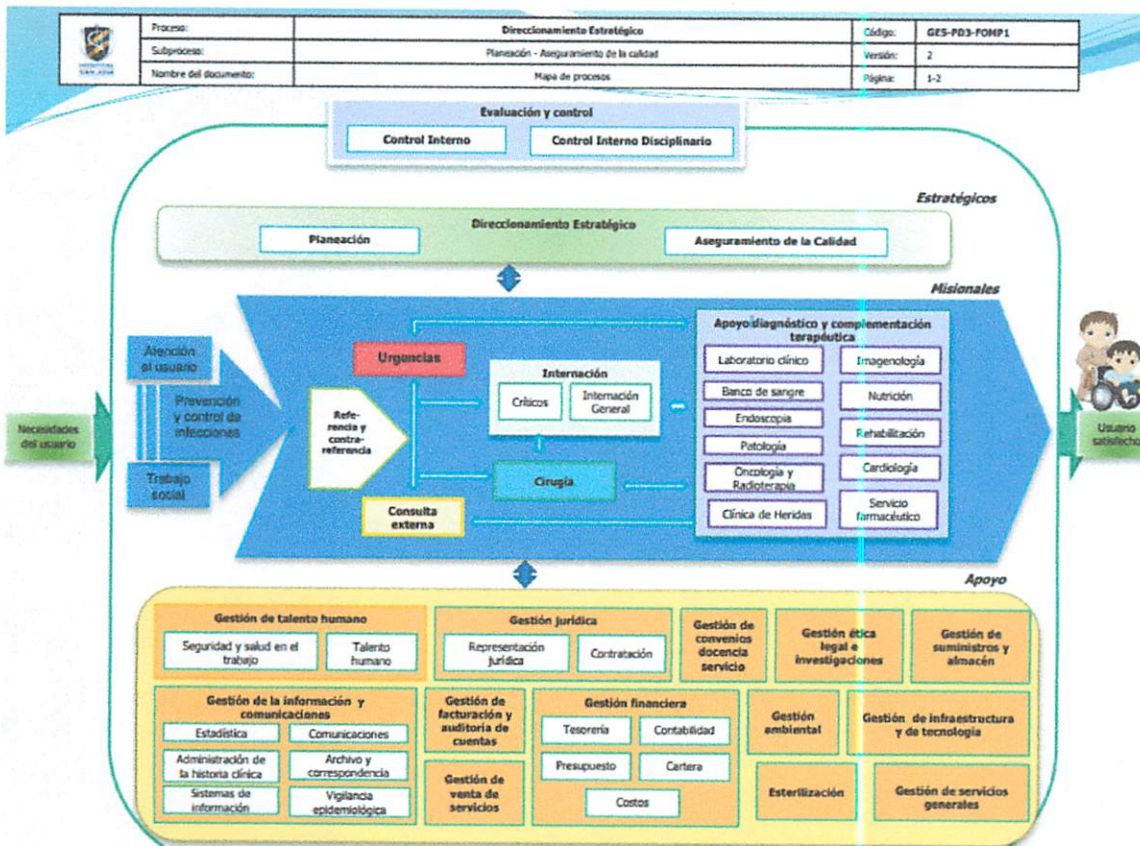 Proceso:
Direccionamiento Estratégico
Código:
GES-PD3-FOMP1
Subproceso:
Planeación - Aseguramiento de la calidad
Versión:
2
Nombre del documento:
Mapa de procesos
Página:
1-2
Evaluación y control
Control Interno
Control Interno Disciplinario
Estratégicos
Direccionamiento Estratégico
Planeación
Aseguramiento de la Calidad
Misionales
Necesidades
del usuario
Atención
al usuario
Prevención
y control de
infecciones
Trabajo
social
Refe-
rencia y
contra-
referencia
Urgencias
Consulta
externa
Internación
Críticos
Internación
General
Cirugía
Apoyo diagnóstico y complementación
terapéutica
Laboratorio clínico
Imagenología
Banco de sangre
Nutrición
Endoscopia
Rehabilitación
Patología
Cardiología
Oncología y
Radioterapia
Servicio
farmacéutico
Clínica de Heridas
Usuario
satisfecho
Apoyo
Gestión de talento humano
Seguridad y salud en el
trabajo
Talento
humano
Gestión jurídica
Representación
jurídica
Contratación
Gestión de
convenios
docencia
servicio
Gestión ética
legal e
investigaciones
Gestión de
suministros y
almacén
Gestión de la información y
comunicaciones
Estadística
Comunicaciones
Administración de
la historia clínica
Archivo y
correspondencia
Sistemas de
información
Vigilancia
epidemiológica
Gestión de
facturación y
auditoria de
cuentas
Gestión de
venta de
servicios
Gestión financiera
Tesorería
Contabilidad
Presupuesto
Cartera
Costos
Gestión
ambiental
Gestión de infraestructura
y de tecnología
Esterilización
Gestión de servicios
generales